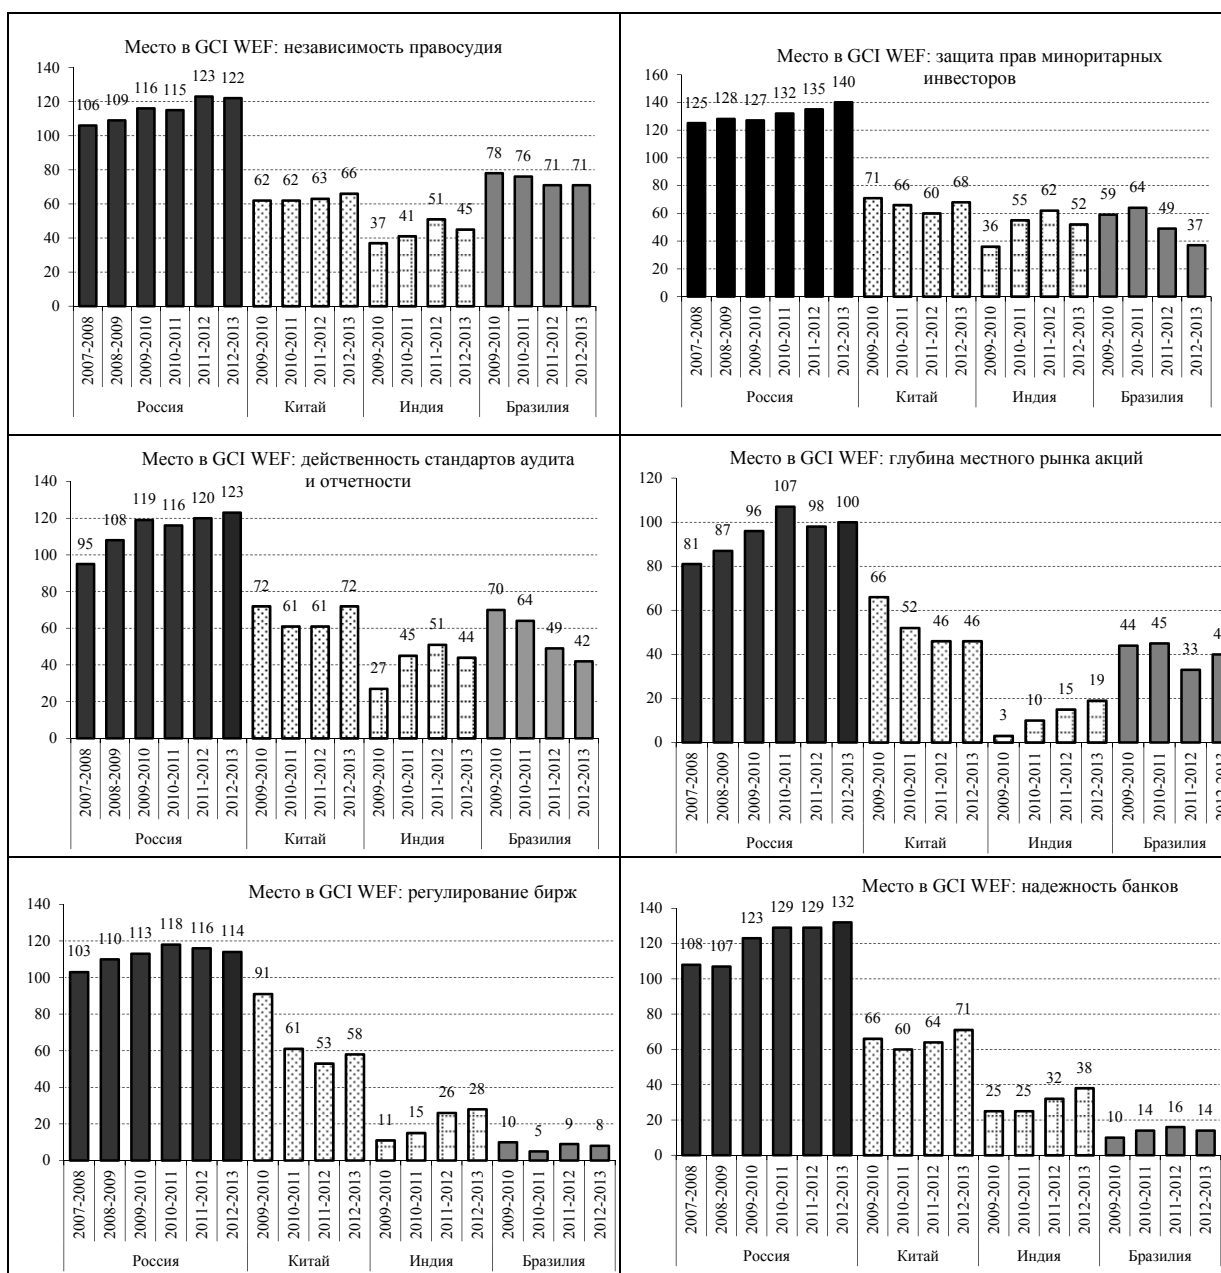 Место в GCI WEF: независимость правосудия
140
120
100
80
60
40
20
0
106 109 116 115 123 122
62 62 63 66
37 41 51 45
78 76 71 71
2007-2008 2008-2009 2009-2010 2010-2011 2011-2012 2012-2013 2009-2010 2010-2011 2011-2012 2012-2013 2009-2010 2010-2011 2011-2012 2012-2013 2009-2010 2010-2011 2011-2012 2012-2013
Россия Китай Индия Бразилия
Место в GCI WEF: защита прав миноритарных
инвесторов
160
140
120
100
80
60
40
20
0
125 128 127 132 135 140
71 66 60 68
36 55 62 52
59 64 49 37
2007-2008 2008-2009 2009-2010 2010-2011 2011-2012 2012-2013 2009-2010 2010-2011 2011-2012 2012-2013 2009-2010 2010-2011 2011-2012 2012-2013 2009-2010 2010-2011 2011-2012 2012-2013
Россия Китай Индия Бразилия
Место в GCI WEF: действенность стандартов аудита
и отчетности
140
120
100
80
60
40
20
0
95 108 119 116 120 123
72 61 61 72
27 45 51 44
70 64 49 42
2007-2008 2008-2009 2009-2010 2010-2011 2011-2012 2012-2013 2009-2010 2010-2011 2011-2012 2012-2013 2009-2010 2010-2011 2011-2012 2012-2013 2009-2010 2010-2011 2011-2012 2012-2013
Россия Китай Индия Бразилия
Место в GCI WEF: глубина местного рынка акций
120
100
80
60
40
20
0
81 87 96 107 98 100
66 52 46 46
3 10 15 19
44 45 33
2007-2008 2008-2009 2009-2010 2010-2011 2011-2012 2012-2013 2009-2010 2010-2011 2011-2012 2012-2013 2009-2010 2010-2011 2011-2012 2012-2013 2009-2010 2010-2011 2011-2012 2012-2013
Россия Китай Индия Бразилия
Место в GCI WEF: регулирование бирж
140
120
100
80
60
40
20
0
103 110 113 118 116 114
91 61 53 58
11 15 26 28
10 5 9 8
2007-2008 2008-2009 2009-2010 2010-2011 2011-2012 2012-2013 2009-2010 2010-2011 2011-2012 2012-2013 2009-2010 2010-2011 2011-2012 2012-2013 2009-2010 2010-2011 2011-2012 2012-2013
Россия Китай Индия Бразилия
Место в GCI WEF: надежность банков
140
120
100
80
60
40
20
0
108 107 123 129 129 132
66 60 64 71
25 25 32 38
10 14 16 14
2007-2008 2008-2009 2009-2010 2010-2011 2011-2012 2012-2013 2009-2010 2010-2011 2011-2012 2012-2013 2009-2010 2010-2011 2011-2012 2012-2013 2009-2010 2010-2011 2011-2012 2012-2013
Россия Китай Индия Бразилия